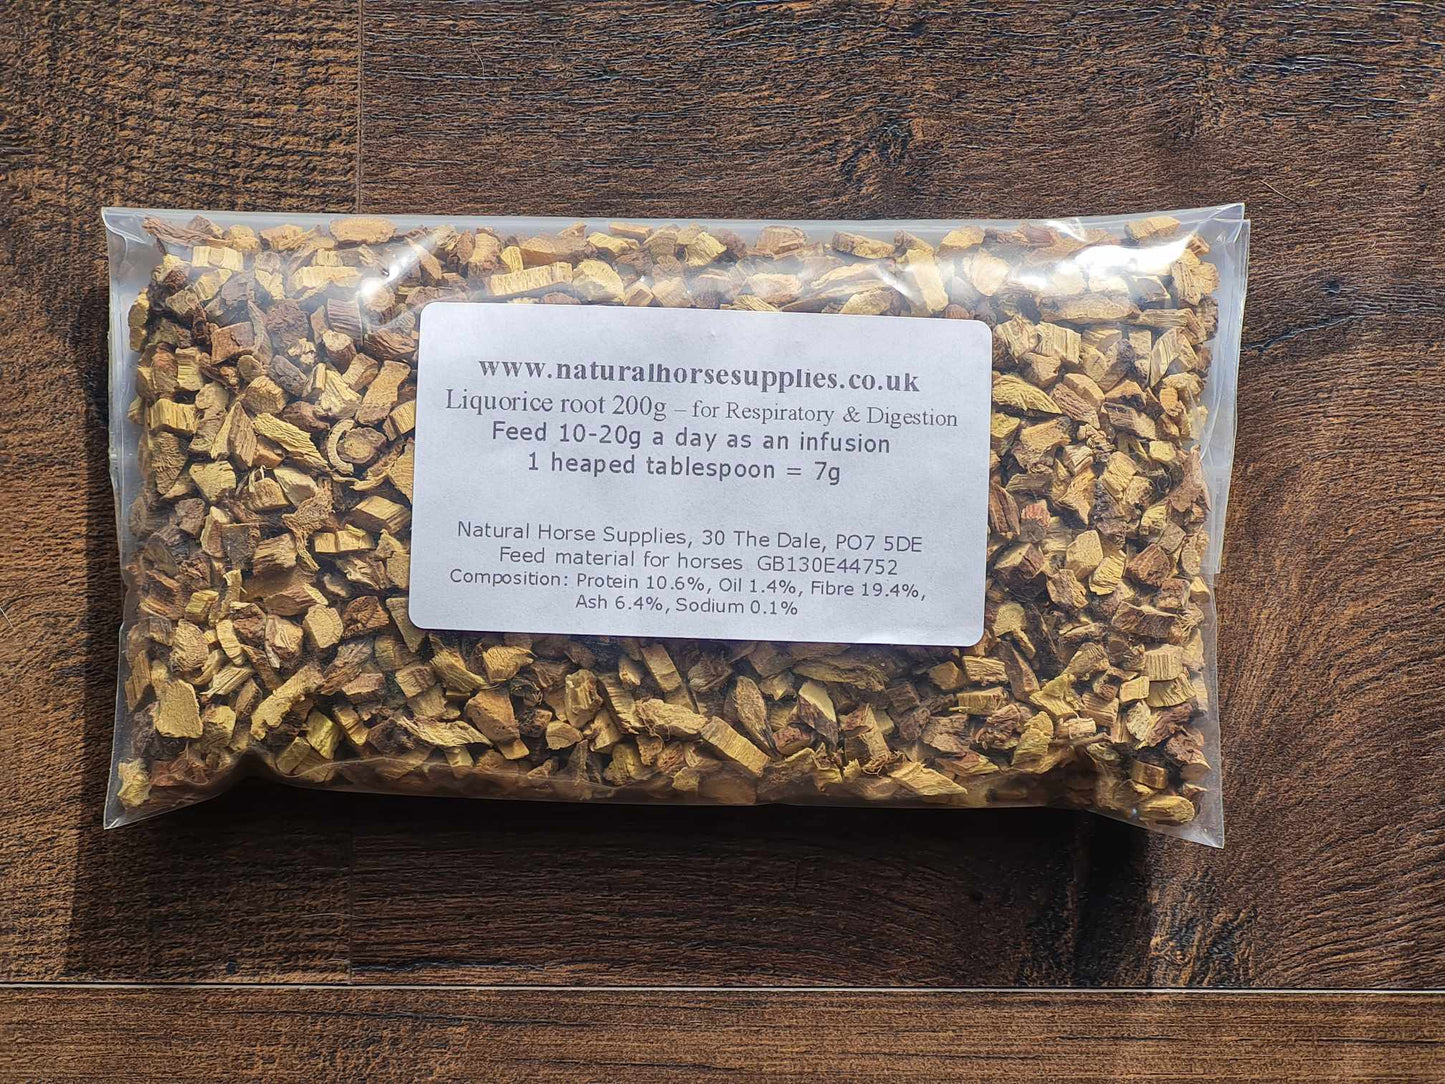 www.naturalhorsesupplies.co.uk
Liquorice root 200g – for Respiratory & Digestion
Feed 10-20g a day as an infusion
1 heaped tablespoon = 7g
Natural Horse Supplies, 30 The Dale, PO7 5DE
Feed material for horses GB130E44752
Composition: Protein 10.6%, Oil 1.4%, Fibre 19.4%,
Ash 6.4%, Sodium 0.1%